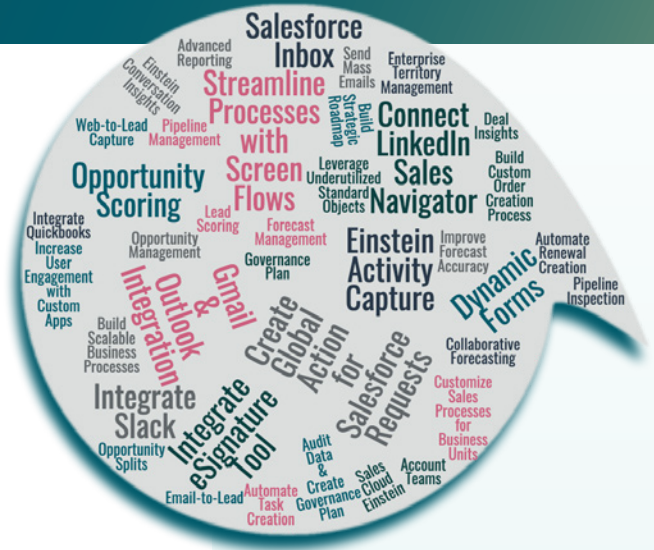 Salesforce
Inbox
Advanced
Reporting
Send
Mass
Emails
Enterprise
Territory
Management
Einstein
Conversation
Insights
Streamline
Processes
with
Screen
Flows
Build
Strategic
Roadmap
Connect
LinkedIn
Sales
Navigator
Deal
Insights
Web-to-Lead
Capture
Pipeline
Management
Leverage
Underutilized
Standard
Objects
Build
Custom
Order
Creation
Process
Opportunity
Scoring
Lead
Scoring
Integrate
Quickbooks
Forecast
Management
Increase
User
Engagement
with
Custom
Apps
Opportunity
Management
Governance
Plan
Einstein
Activity
Capture
Improve
Forecast
Accuracy
Automate
Renewal
Creation
Dynamic
Forms
Pipeline
Inspection
Gmail
&
Outlook
Integration
Build
Scalable
Business
Processes
Create
Global
Action
for
Salesforce
Requests
Collaborative
Forecasting
Integrate
Slack
Integrate
eSignature
Tool
Customize
Sales
Processes
for
Business
Units
Opportunity
Splits
Audit
Data
&
Create
Governance
Plan
Sales
Cloud
Einstein
Account
Teams
Email-to-Lead
Automate
Task
Creation